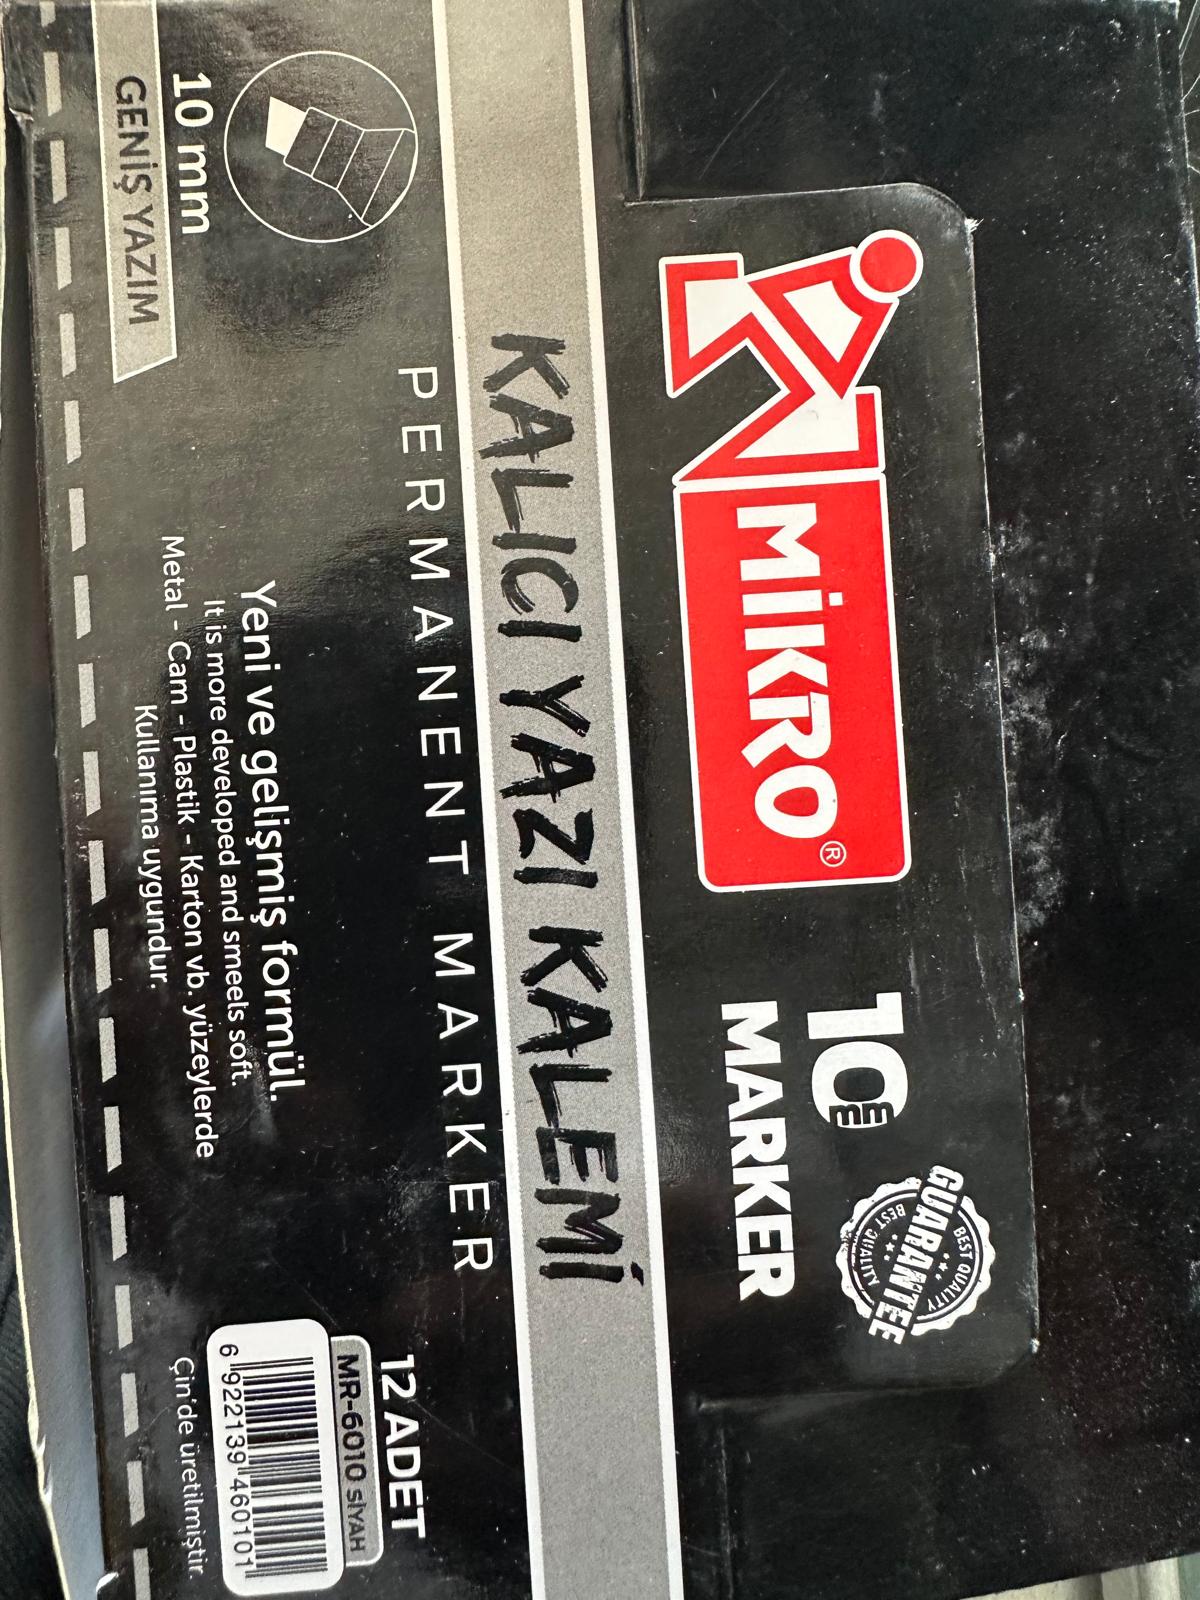 MİKRO®
10 mm
MARKER
BEST QUALITY
GUARANTEE
BEST QUALITY
KALICI YAZI KALEMİ
PERMANENT MARKER
10 mm
GENİŞ YAZIM
Yeni ve gelişmiş formül.
It is more developed and smeels soft.
Metal - Cam - Plastik - Karton vb. yüzeylerde
Kullanıma uygundur.
12 ADET
MR-6010 SİYAH
6 922139 460101
Çin'de üretilmiştir.